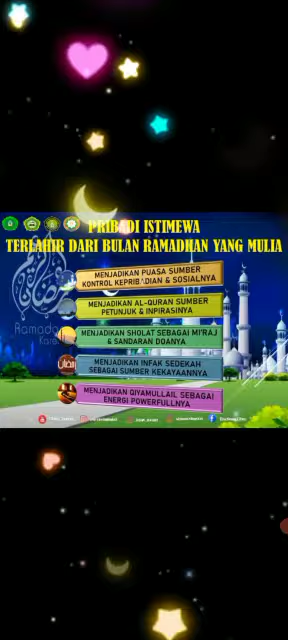 PRIBADI ISTIMEWA
TERLAHIR DARI BULAN RAMADHAN YANG MULIA
MENJADIKAN PUASA SUMBER
KONTROL KEPRIBADIAN & SOSIALNYA
MENJADIKAN AL-QURAN SUMBER
PETUNJUK & INPIRASINYA
MENJADIKAN SHOLAT SEBAGAI MI'RAJ
& SANDARAN DOANYA
MENJADIKAN INFAK SEDEKAH
SEBAGAI SUMBER KEKAYAANNYA
MENJADIKAN QIYAMULLAIL SEBAGAI
ENERGI POWERFULLNYA
Ramada
Kare